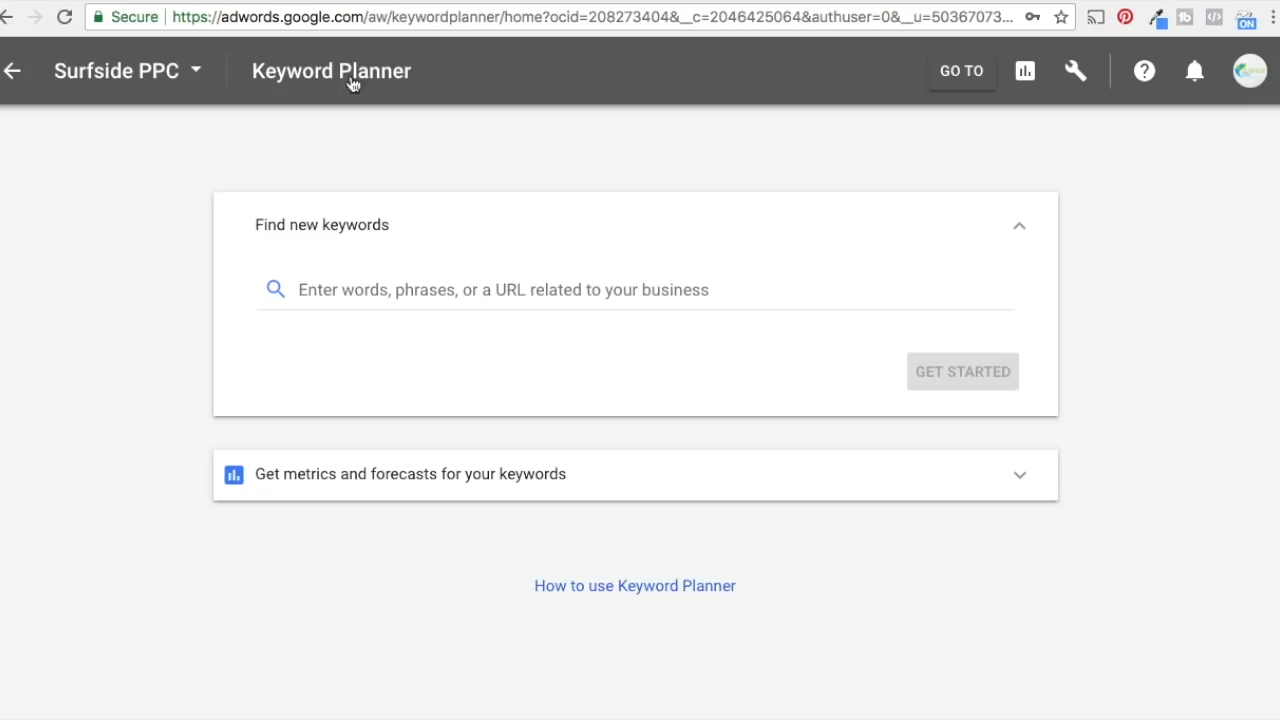 Secure https://adwords.google.com/aw/keywordplanner/home?ocid=208273404&__c=2046425064&authuser=0&__u=50367073...
ON
Surfside PPC Keyword Planner GO TO
Find new keywords
Enter words, phrases, or a URL related to your business
GET STARTED
Get metrics and forecasts for your keywords
How to use Keyword Planner